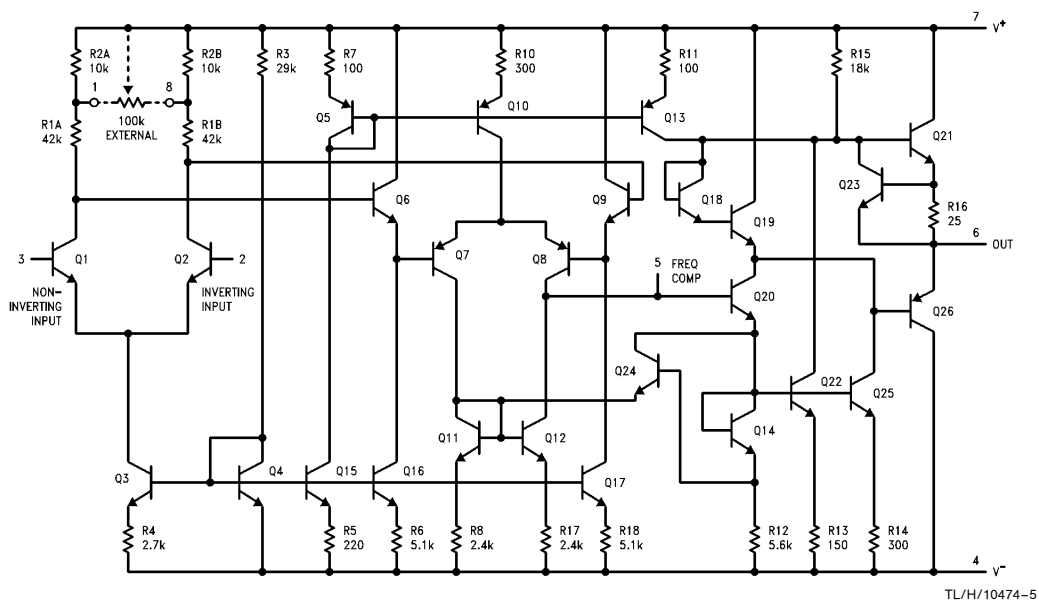 7
V+
R2A
10k
R2B
10k
R3
29k
R7
100
R10
300
R11
100
R15
18k
1
8
100k
EXTERNAL
R1A
42k
R1B
42k
Q5
Q10
Q13
Q21
Q23
Q6
Q9
Q18
Q19
R16
25
6
OUT
3
Q1
Q2
2
Q7
Q8
5
FREQ
COMP
NON-
INVERTING
INPUT
INVERTING
INPUT
Q20
Q26
Q24
Q22
Q25
Q11
Q12
Q14
Q3
Q4
Q15
Q16
Q17
R4
2.7k
R5
220
R6
5.1k
R8
2.4k
R17
2.4k
R18
5.1k
R12
5.6k
R13
150
R14
300
4
V-
TL/H/10474-5